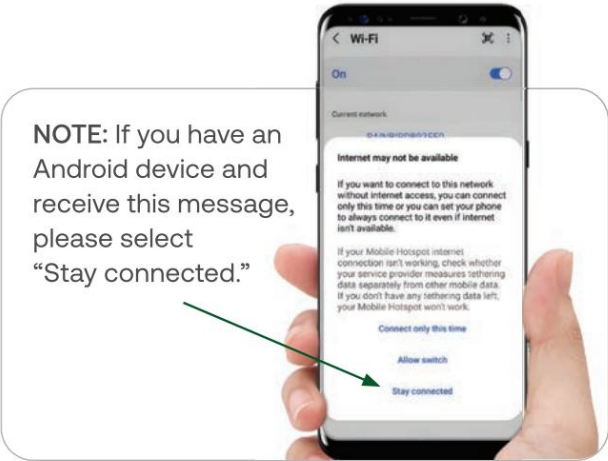 NOTE: If you have an
Android device and
receive this message,
please select
“Stay connected.”
Wi-Fi
On
Current network
Internet may not be available
If you want to connect to this network
without internet access, you can connect
only this time or you can set your phone
to always connect to it even if internet
isn't available.
If your Mobile Hotspot internet
connection isn't working, check whether
your service provider measures tethering
data separately from other mobile data.
If you don't have any tethering data left,
your Mobile Hotspot won't work.
Connect only this time
Allow switch
Stay connected